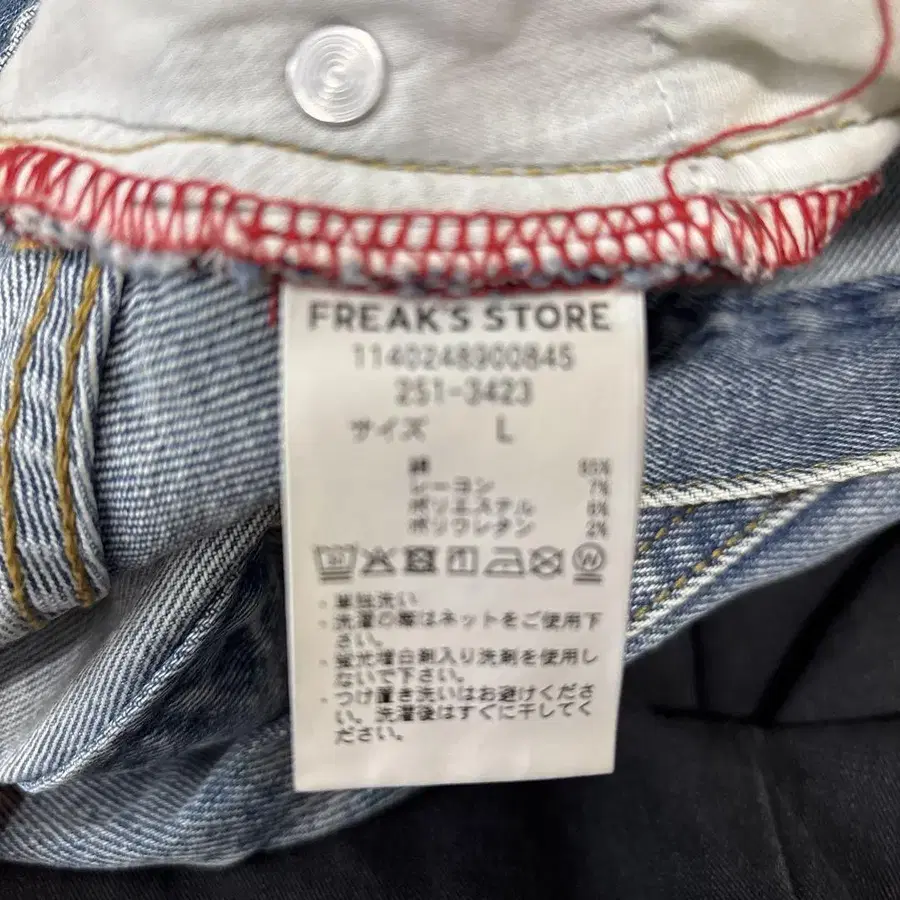 FREAK'S STORE
1140248900845
251-3423
サイズ L
綿
レーヨン 7%
ポリエステル 6%
ポリウレタン 2%
・単独洗い
・洗濯の際はネットをご使用下
さい。
・蛍光増白剤入り洗剤を使用し
ないで下さい。
・つけ置き洗いはお避けくださ
い。洗濯後はすぐに干してく
ださい。